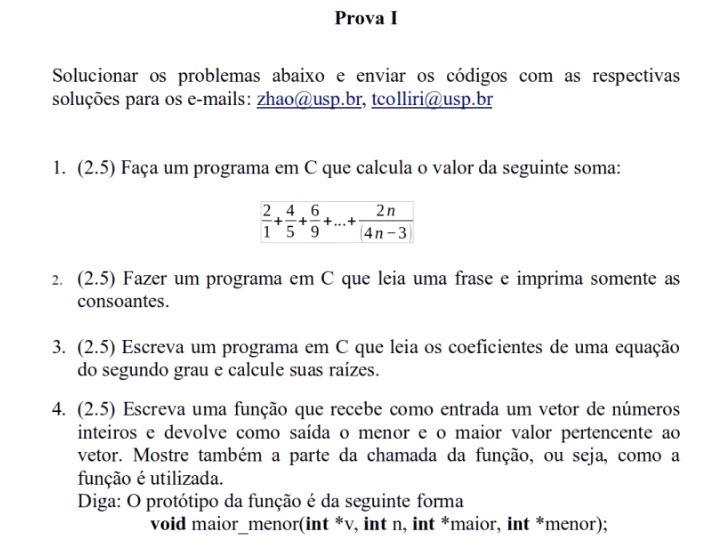 Prova I
Solucionar os problemas abaixo e enviar os códigos com as respectivas
soluções para os e-mails: zhao@usp.br, tcolliri@usp.br
1. (2.5) Faça um programa em C que calcula o valor da seguinte soma:
2/1 + 4/5 + 6/9 + ... + 2n/(4n−3)
2. (2.5) Fazer um programa em C que leia uma frase e imprima somente as
consoantes.
3. (2.5) Escreva um programa em C que leia os coeficientes de uma equação
do segundo grau e calcule suas raízes.
4. (2.5) Escreva uma função que recebe como entrada um vetor de números
inteiros e devolve como saída o menor e o maior valor pertencente ao
vetor. Mostre também a parte da chamada da função, ou seja, como a
função é utilizada.
Diga: O protótipo da função é da seguinte forma
void maior_menor(int *v, int n, int *maior, int *menor);